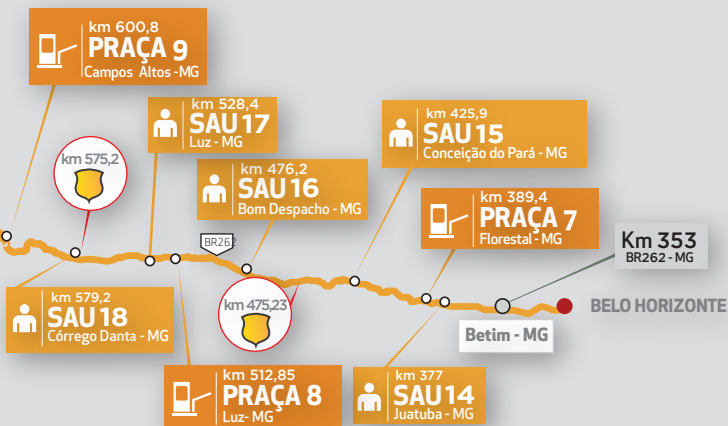 km 600,8
PRAÇA 9
Campos Altos -MG
km 528,4
SAU 17
Luz - MG
km 425,9
SAU 15
Conceição do Pará - MG
km 575,2
km 476,2
SAU 16
Bom Despacho - MG
km 389,4
PRAÇA 7
Florestal - MG
Km 353
BR262 - MG
BR262
km 579,2
SAU 18
Córrego Danta - MG
km 475,23
Betim - MG
BELO HORIZONTE
km 512,85
PRAÇA 8
Luz- MG
km 377
SAU 14
Juatuba - MG